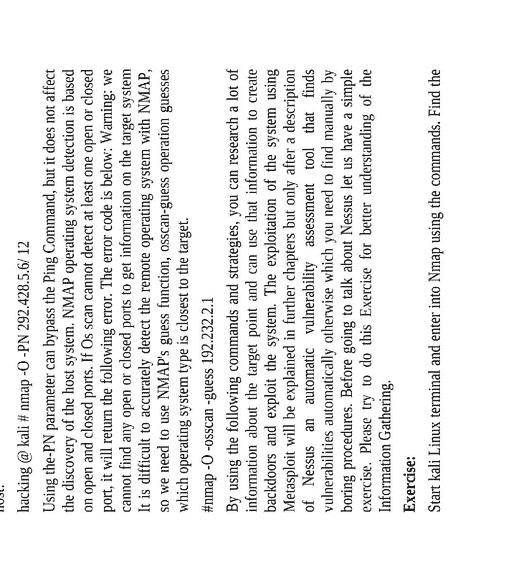 host.
hacking @ kali # nmap -O -PN 292.428.5.6/ 12
Using the-PN parameter can bypass the Ping Command, but it does not affect
the discovery of the host system. NMAP operating system detection is based
on open and closed ports. If Os scan cannot detect at least one open or closed
port, it will return the following error. The error code is below: Warning: we
cannot find any open or closed ports to get information on the target system
It is difficult to accurately detect the remote operating system with NMAP,
so we need to use NMAP's guess function, osscan-guess operation guesses
which operating system type is closest to the target.
#nmap -O -osscan -guess 192.232.2.1
By using the following commands and strategies, you can research a lot of
information about the target point and can use that information to create
backdoors and exploit the system. The exploitation of the system using
Metasploit will be explained in further chapters but only after a description
of Nessus an automatic vulnerability assessment tool that finds
vulnerabilities automatically otherwise which you need to find manually by
boring procedures. Before going to talk about Nessus let us have a simple
exercise. Please try to do this Exercise for better understanding of the
Information Gathering.
Exercise:
Start kali Linux terminal and enter into Nmap using the commands. Find the